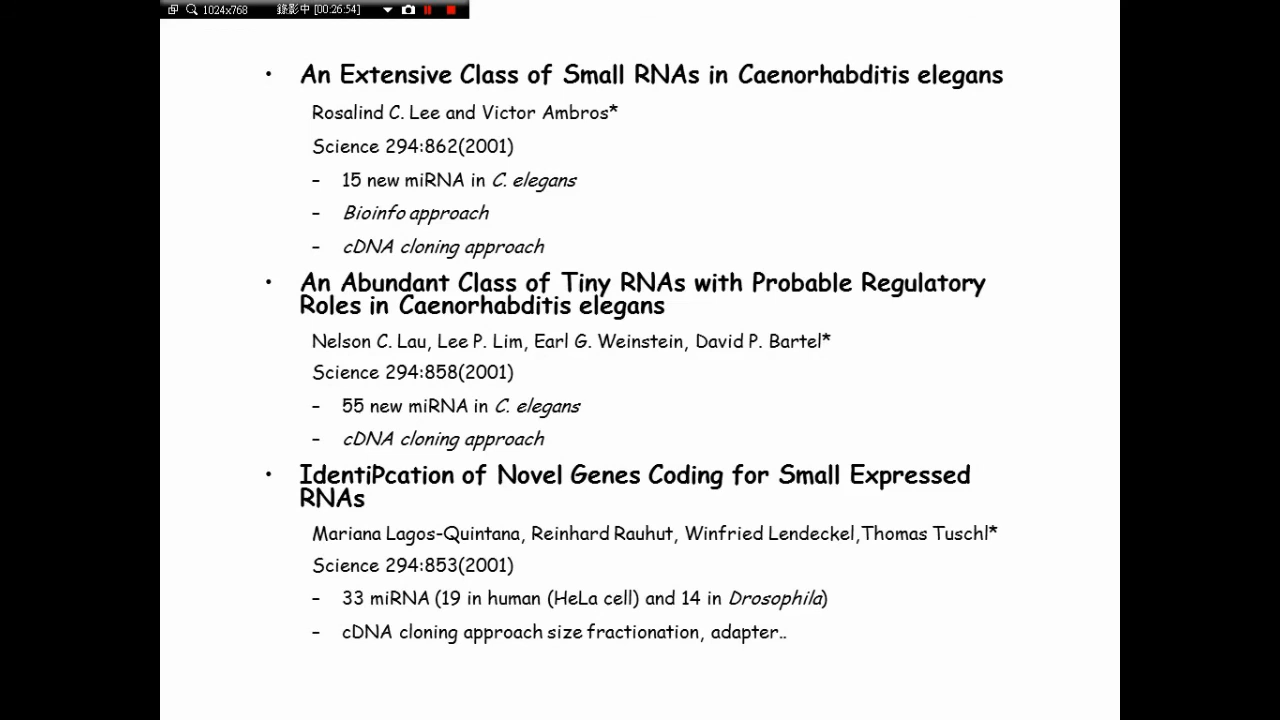 1024x768 錄影中 [00:26:54]
• An Extensive Class of Small RNAs in Caenorhabditis elegans
Rosalind C. Lee and Victor Ambros*
Science 294:862(2001)
– 15 new miRNA in C. elegans
– Bioinfo approach
– cDNA cloning approach
• An Abundant Class of Tiny RNAs with Probable Regulatory
Roles in Caenorhabditis elegans
Nelson C. Lau, Lee P. Lim, Earl G. Weinstein, David P. Bartel*
Science 294:858(2001)
– 55 new miRNA in C. elegans
– cDNA cloning approach
• IdentiPcation of Novel Genes Coding for Small Expressed
RNAs
Mariana Lagos-Quintana, Reinhard Rauhut, Winfried Lendeckel,Thomas Tuschl*
Science 294:853(2001)
– 33 miRNA (19 in human (HeLa cell) and 14 in Drosophila)
– cDNA cloning approach size fractionation, adapter..